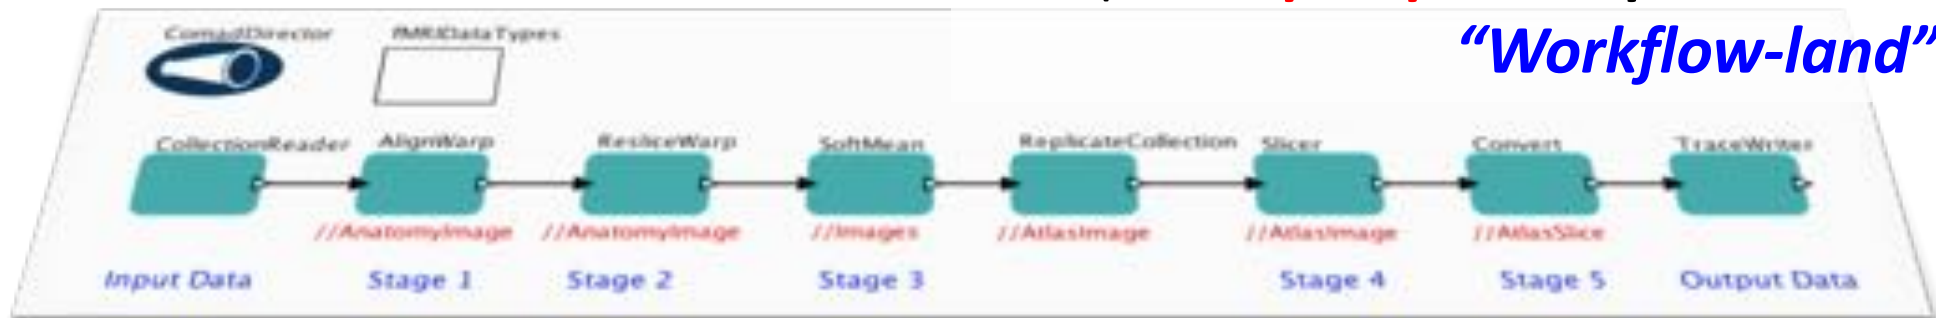 “Workflow-land”
ComadDirector fMRIDataTypes
CollectionReader AlignWarp ResliceWarp SoftMean ReplicateCollection Slicer Convert TraceWriter
//AnatomyImage //AnatomyImage //Images //AtlasImage //AtlasImage //AtlasSlice
Input Data Stage 1 Stage 2 Stage 3 Stage 4 Stage 5 Output Data